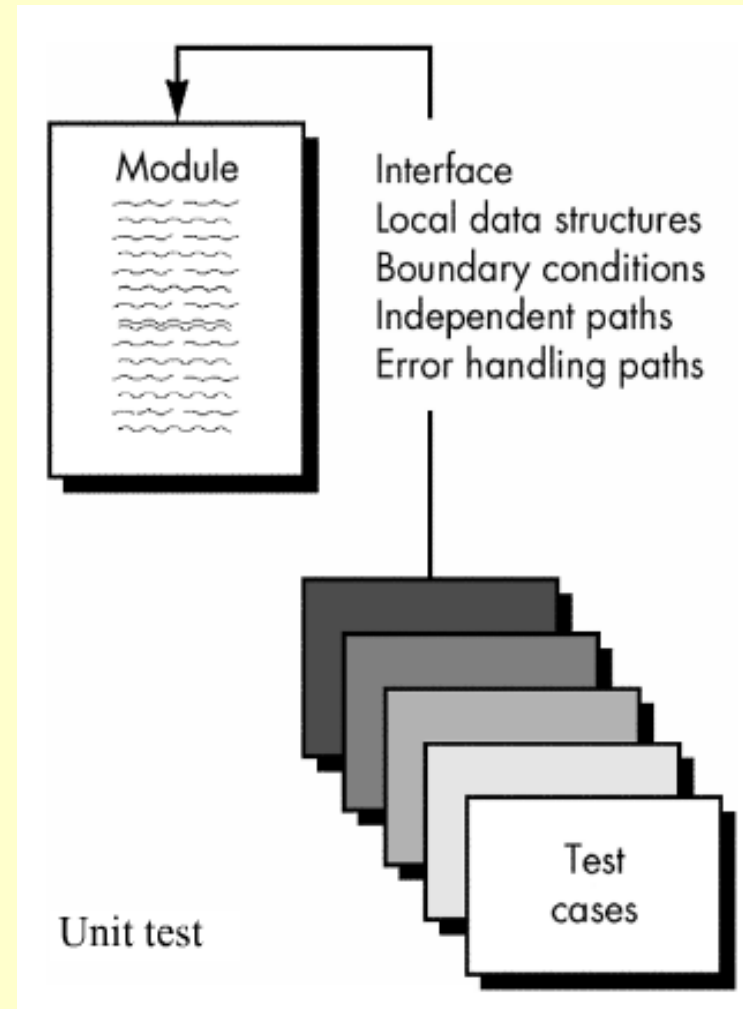 Module
Interface
Local data structures
Boundary conditions
Independent paths
Error handling paths
Test
cases
Unit test